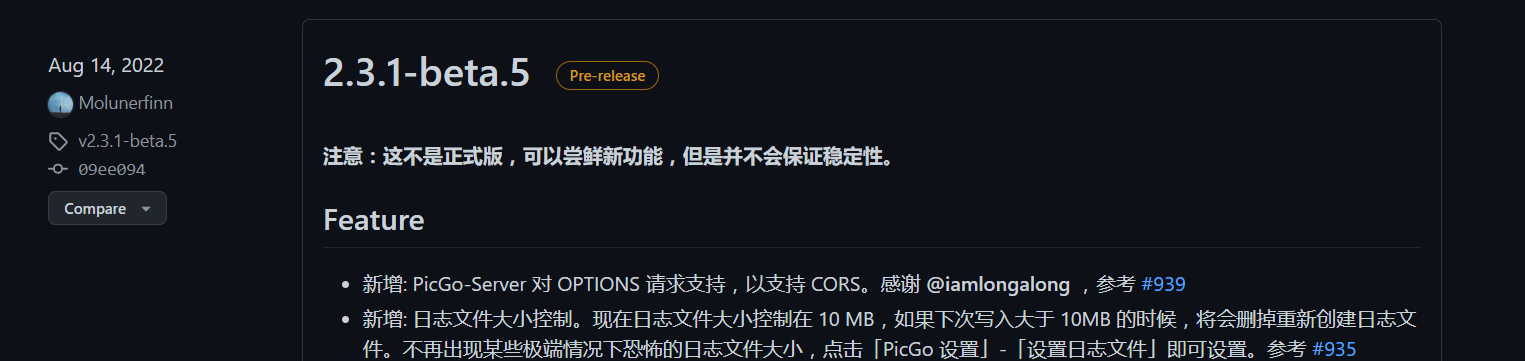 Aug 14, 2022
Molunerfinn
v2.3.1-beta.5
09ee094
Compare
2.3.1-beta.5 Pre-release
注意：这不是正式版，可以尝鲜新功能，但是并不会保证稳定性。
Feature
新增: PicGo-Server 对 OPTIONS 请求支持，以支持 CORS。感谢 @iamlongalong ，参考 #939
新增: 日志文件大小控制。现在日志文件大小控制在 10 MB，如果下次写入大于 10MB 的时候，将会删掉重新创建日志文
件。不再出现某些极端情况下恐怖的日志文件大小，点击「PicGo 设置」-「设置日志文件」即可设置。参考 #935